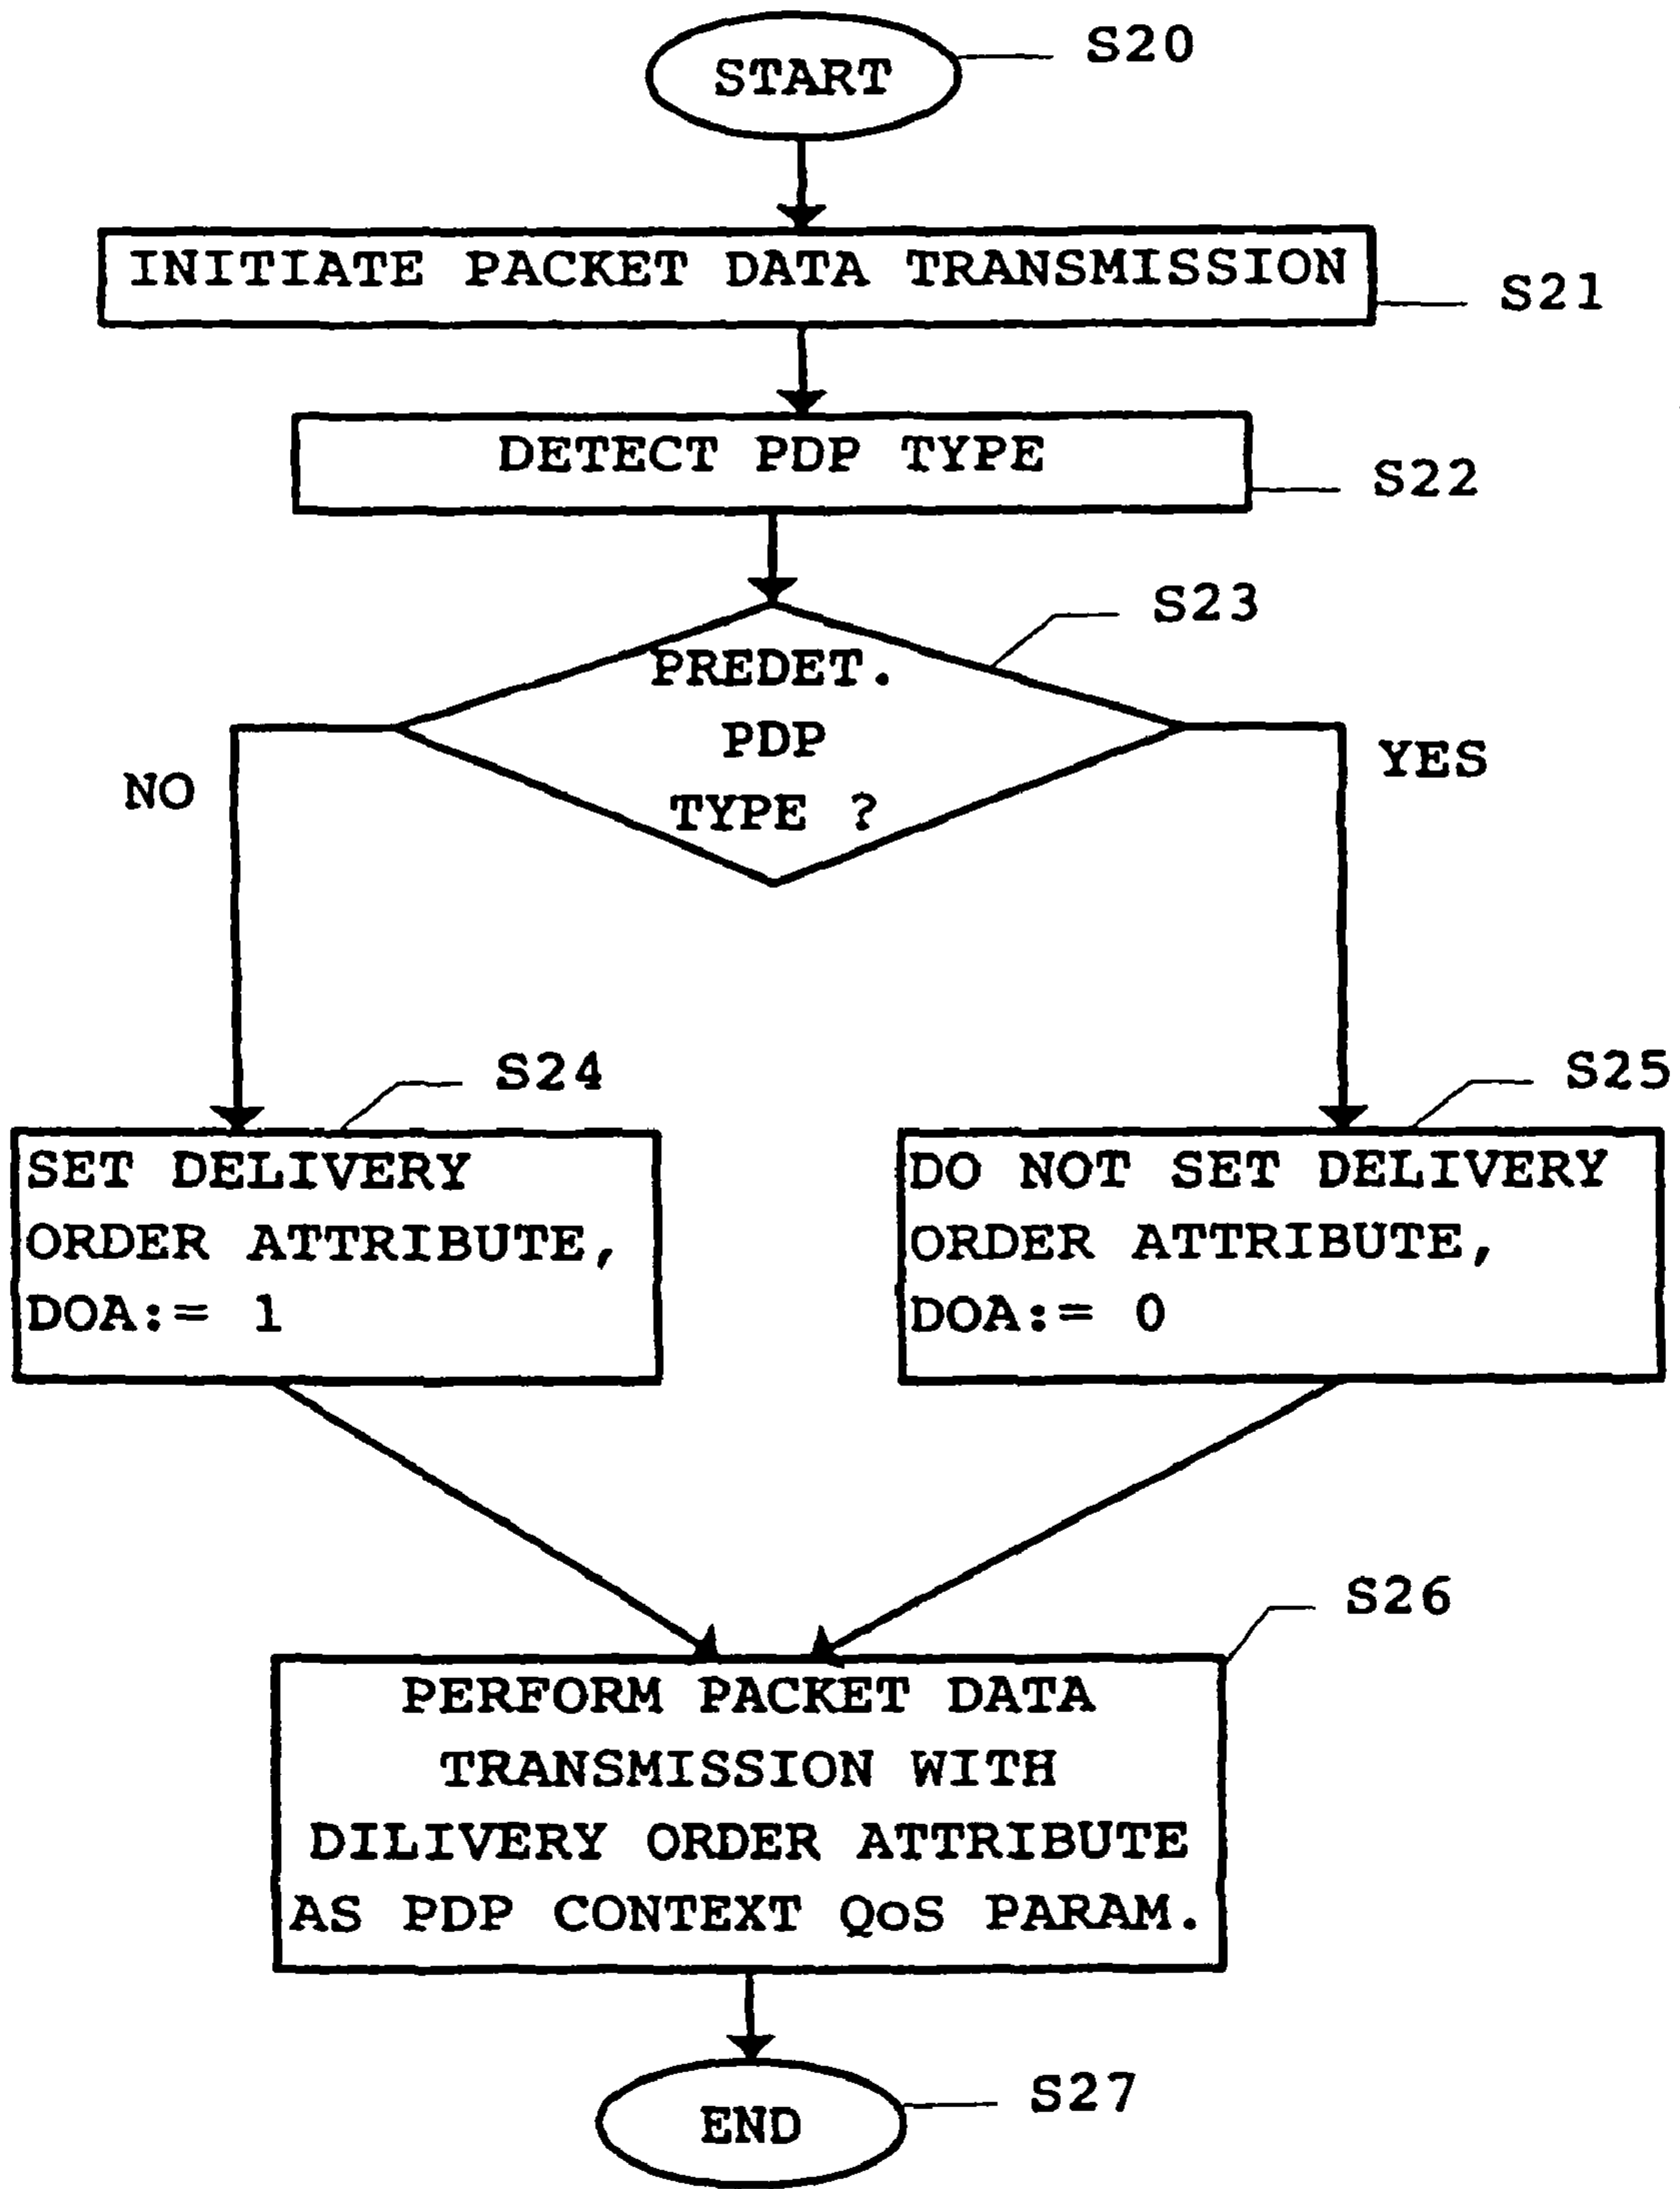 START
S20
INITIATE PACKET DATA TRANSMISSION
S21
DETECT PDP TYPE
S22
S23
PREDET.
PDP
TYPE ?
NO
YES
S24
SET DELIVERY
ORDER ATTRIBUTE,
DOA:= 1
S25
DO NOT SET DELIVERY
ORDER ATTRIBUTE,
DOA:= 0
S26
PERFORM PACKET DATA
TRANSMISSION WITH
DILIVERY ORDER ATTRIBUTE
AS PDP CONTEXT QoS PARAM.
END
S27